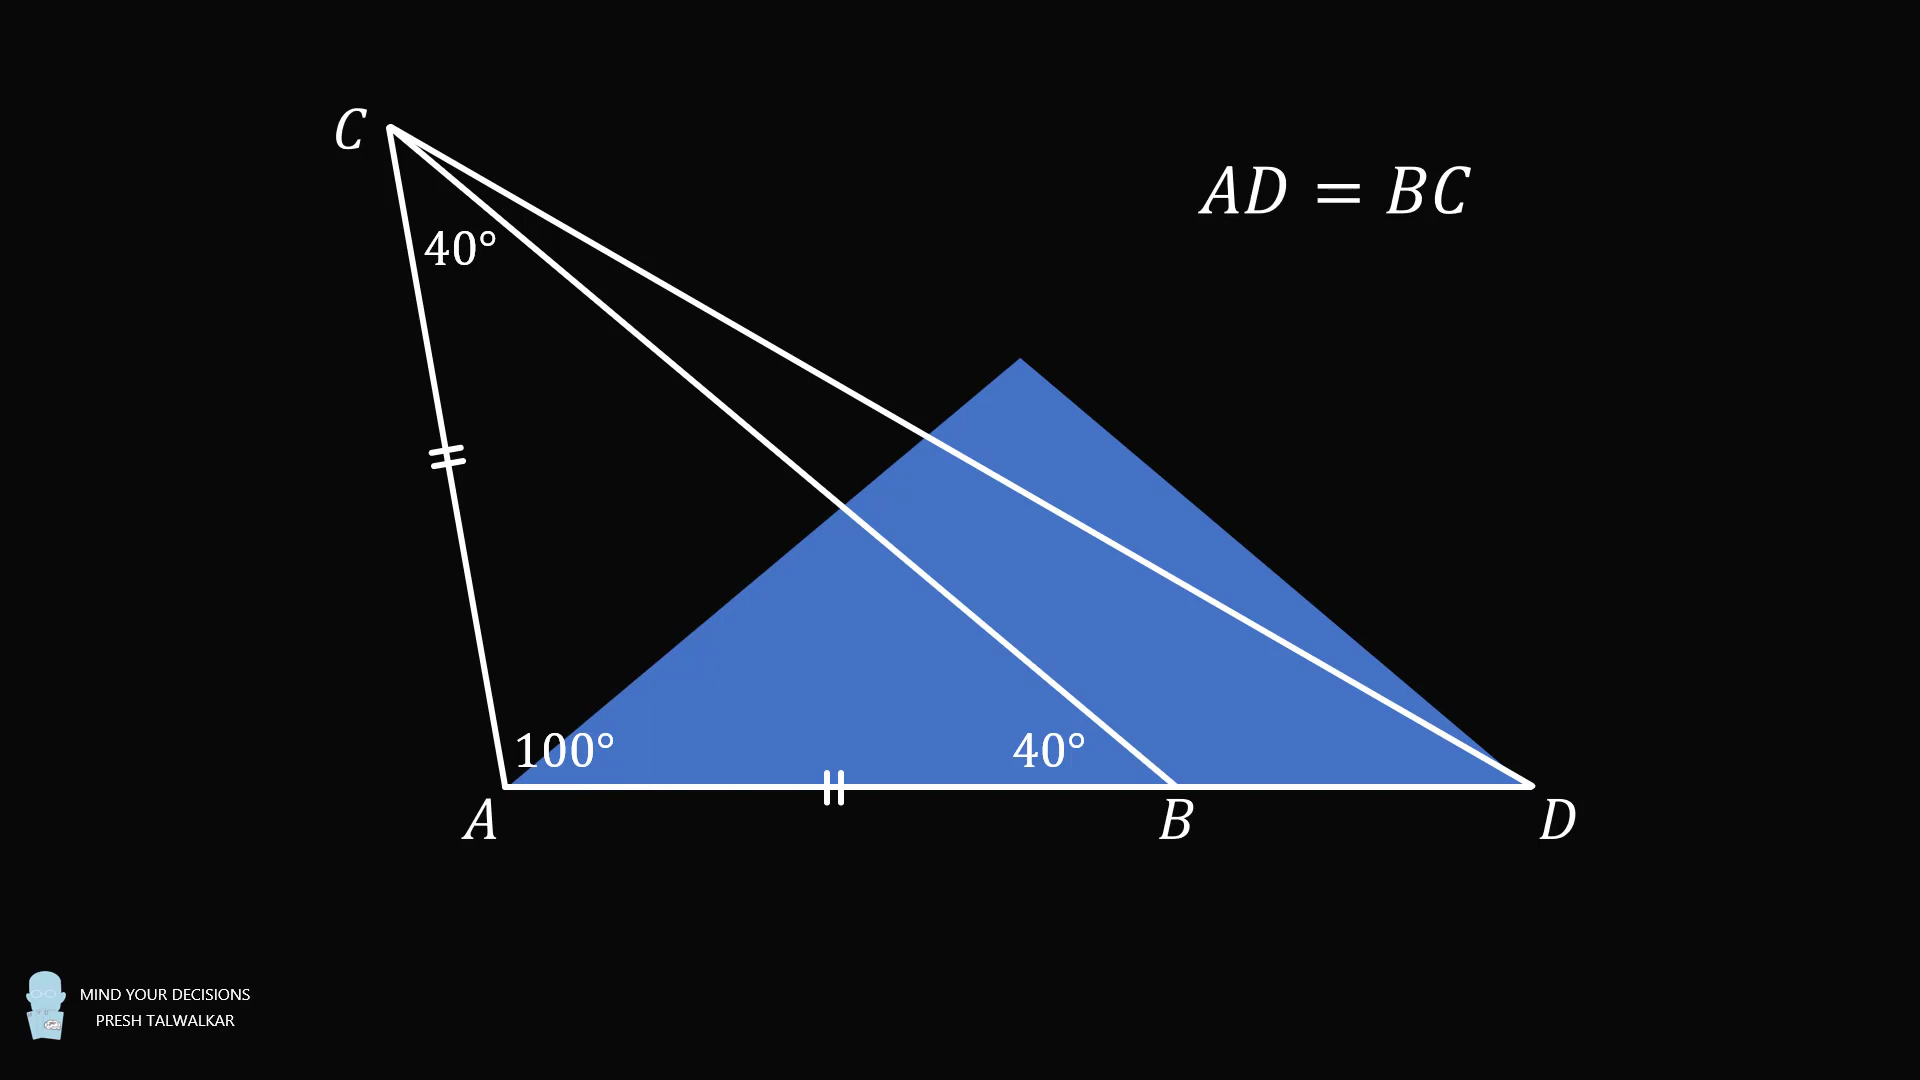 C
AD = BC
40°
100°
40°
A
B
D
MIND YOUR DECISIONS
PRESH TALWALKAR